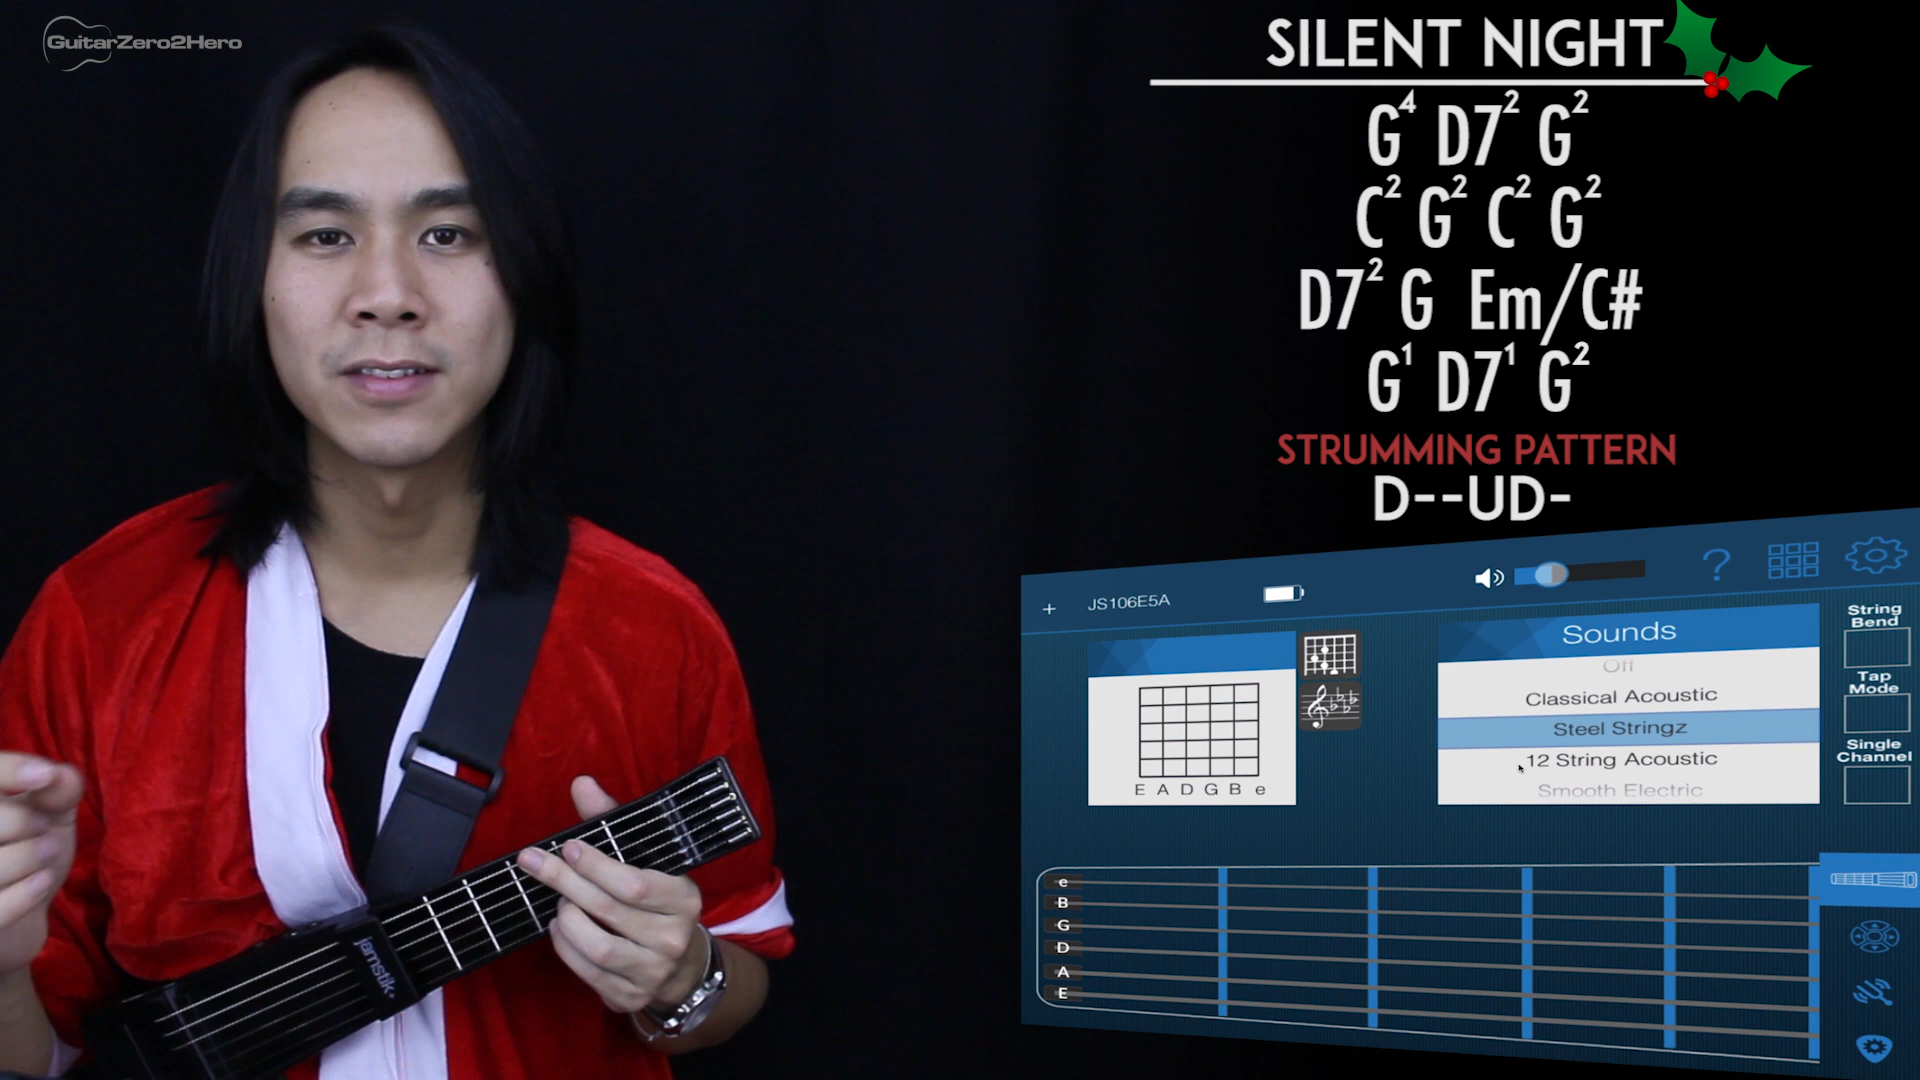 GuitarZero2Hero
SILENT NIGHT
G⁴ D7² G²
C² G² C² G²
D7² G Em/C#
G¹ D7¹ G²
STRUMMING PATTERN
D--UD-
+ JS106E5A
?
Sounds
Off
Classical Acoustic
Steel Stringz
12 String Acoustic
Smooth Electric
E A D G B e
String
Bend
Tap
Mode
Single
Channel
e
B
G
D
A
E
jamstik+